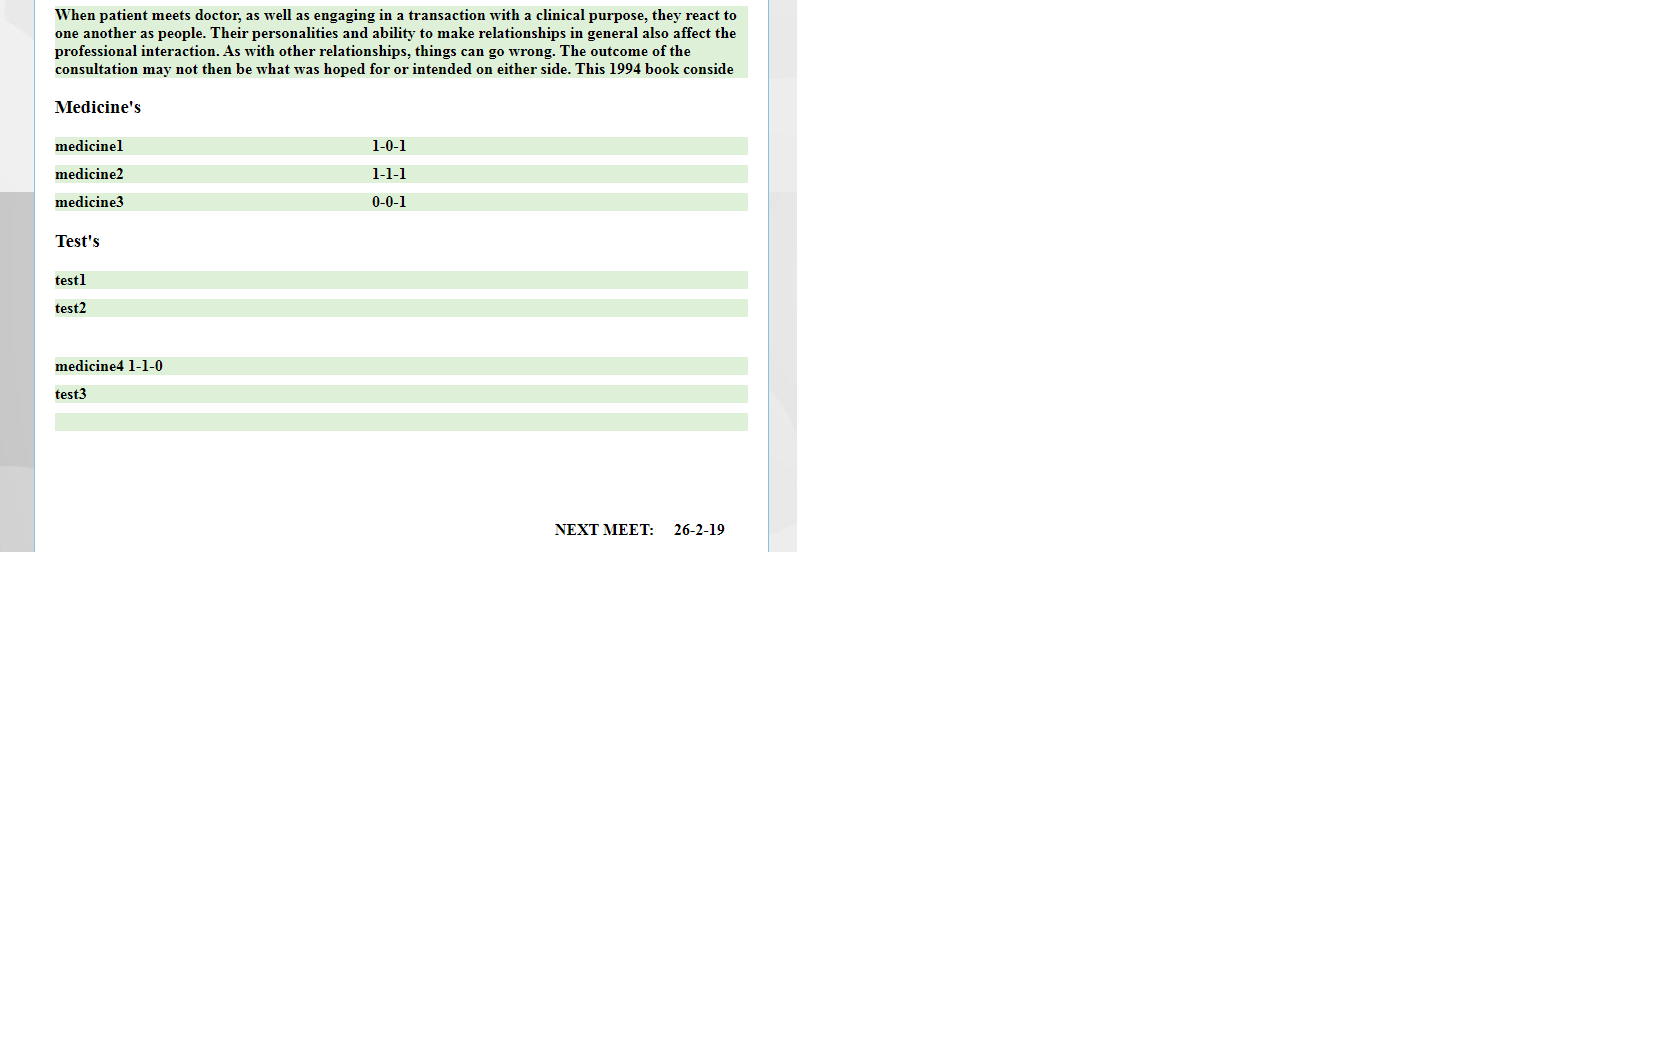 When patient meets doctor, as well as engaging in a transaction with a clinical purpose, they react to
one another as people. Their personalities and ability to make relationships in general also affect the
professional interaction. As with other relationships, things can go wrong. The outcome of the
consultation may not then be what was hoped for or intended on either side. This 1994 book conside
Medicine's
medicine1 1-0-1
medicine2 1-1-1
medicine3 0-0-1
Test's
test1
test2
medicine4 1-1-0
test3
NEXT MEET: 26-2-19